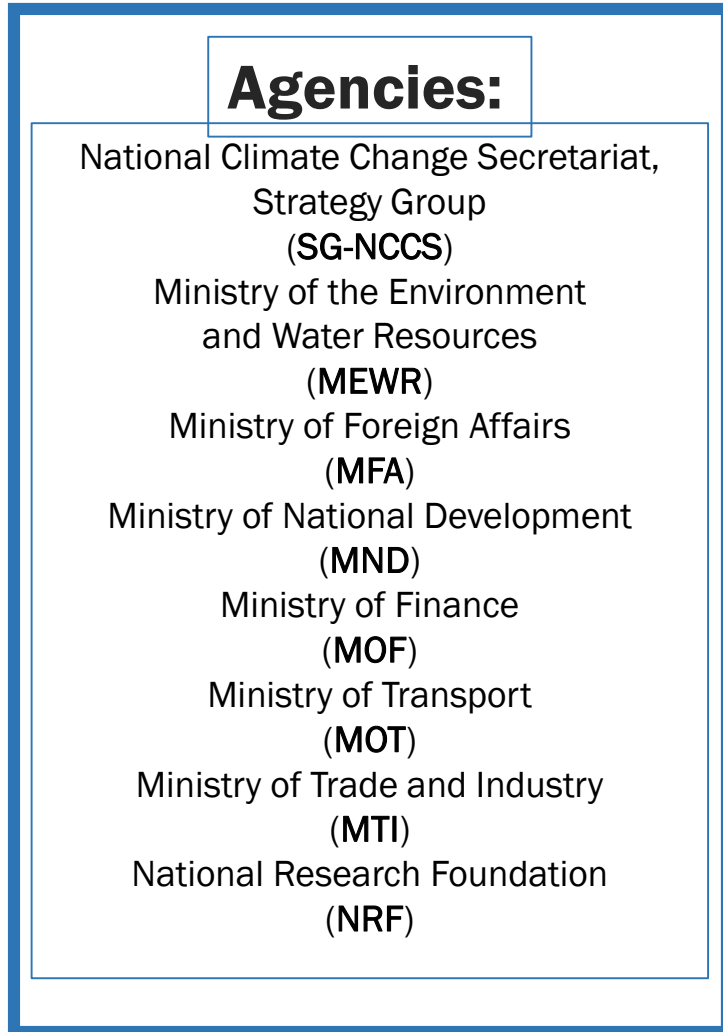 Agencies:
National Climate Change Secretariat,
Strategy Group
(SG-NCCS)
Ministry of the Environment
and Water Resources
(MEWR)
Ministry of Foreign Affairs
(MFA)
Ministry of National Development
(MND)
Ministry of Finance
(MOF)
Ministry of Transport
(MOT)
Ministry of Trade and Industry
(MTI)
National Research Foundation
(NRF)